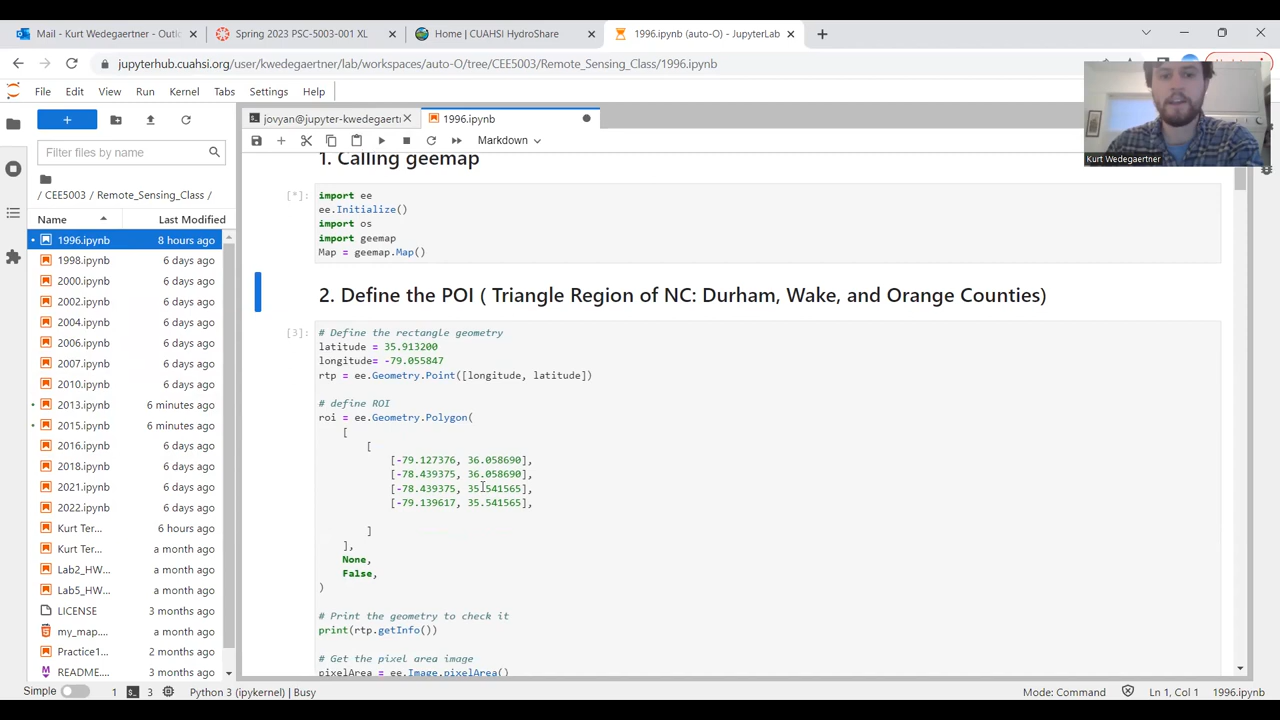 Mail - Kurt Wedegaertner - Outlo
Spring 2023 PSC-5003-001 XL
Home | CUAHSI HydroShare
1996.ipynb (auto-O) - JupyterLab
jupyterhub.cuahsi.org/user/kwedegaertner/lab/workspaces/auto-O/tree/CEE5003/Remote_Sensing_Class/1996.ipynb
File Edit View Run Kernel Tabs Settings Help
Kurt Wedegaertner
jovyan@jupyter-kwedegaertn
1996.ipynb
Markdown
Filter files by name
/ CEE5003 / Remote_Sensing_Class /
Name Last Modified
1996.ipynb 8 hours ago
1998.ipynb 6 days ago
2000.ipynb 6 days ago
2002.ipynb 6 days ago
2004.ipynb 6 days ago
2006.ipynb 6 days ago
2007.ipynb 6 days ago
2010.ipynb 6 days ago
2013.ipynb 6 minutes ago
2015.ipynb 6 minutes ago
2016.ipynb 6 days ago
2018.ipynb 6 days ago
2021.ipynb 6 days ago
2022.ipynb 6 days ago
Kurt Ter... 6 hours ago
Kurt Ter... a month ago
Lab2_HW... a month ago
Lab5_HW... a month ago
LICENSE 3 months ago
my_map.... a month ago
Practice1... 2 months ago
README... 3 months ago
1. Calling geemap
[*]:
import ee
ee.Initialize()
import os
import geemap
Map = geemap.Map()
2. Define the POI ( Triangle Region of NC: Durham, Wake, and Orange Counties)
[3]:
# Define the rectangle geometry
latitude = 35.913200
longitude= -79.055847
rtp = ee.Geometry.Point([longitude, latitude])
# define ROI
roi = ee.Geometry.Polygon(
[
[
[-79.127376, 36.058690],
[-78.439375, 36.058690],
[-78.439375, 35.541565],
[-79.139617, 35.541565],
]
],
None,
False,
)
# Print the geometry to check it
print(rtp.getInfo())
# Get the pixel area image
pixelArea = ee.Image.pixelArea()
Simple 1 3 Python 3 (ipykernel) | Busy Mode: Command Ln 1, Col 1 1996.ipynb